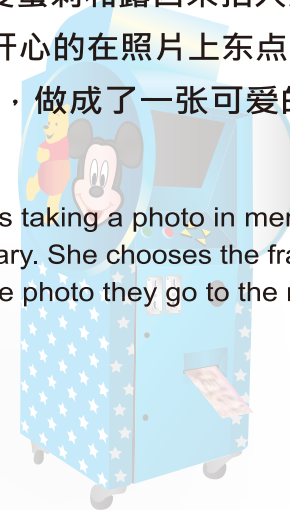 开心的在照片上东点
，做成了一张可爱的
s taking a photo in mer
ary. She chooses the fra
e photo they go to the r